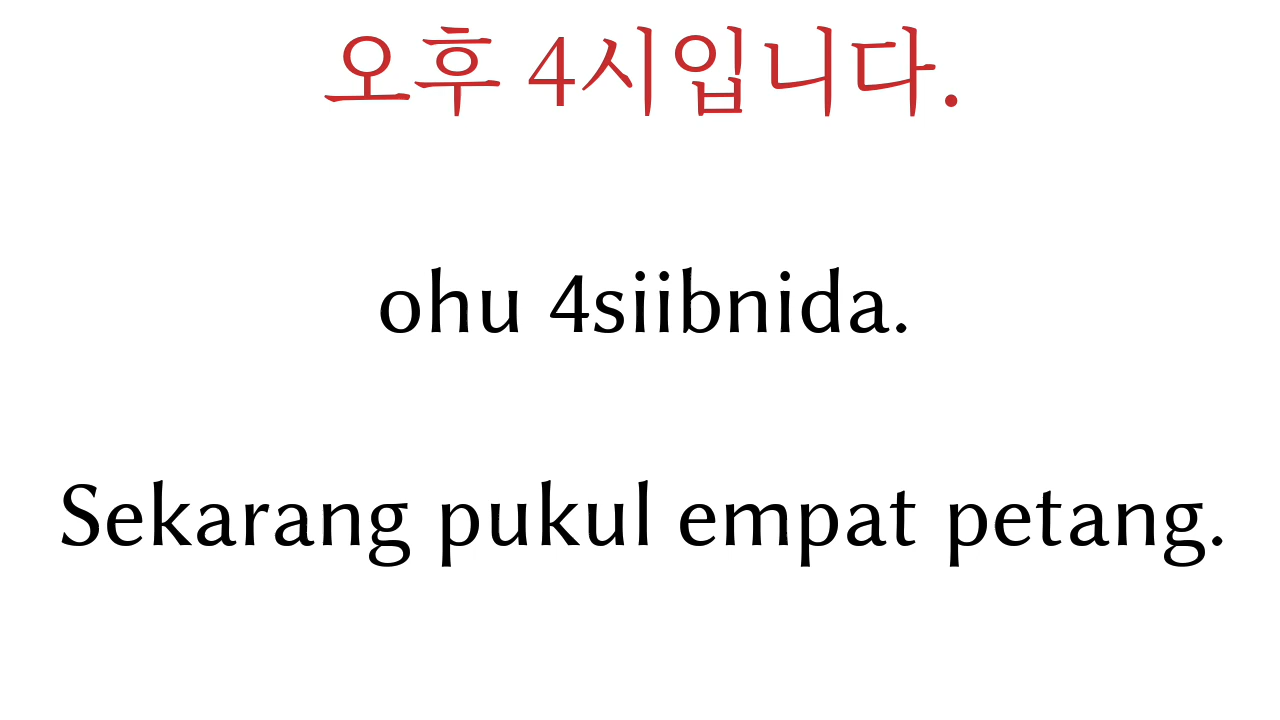 오후 4시입니다.
ohu 4siibnida.
Sekarang pukul empat petang.